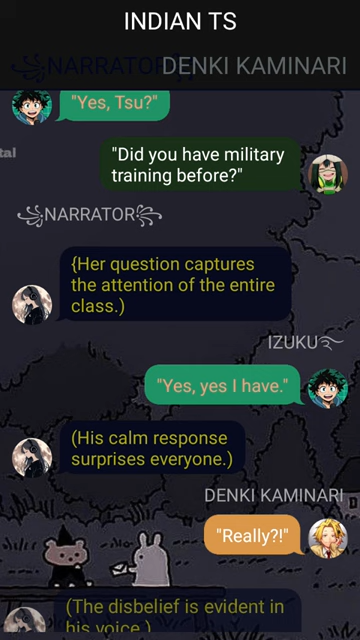 INDIAN TS
꧁NARRATOR꧂
DENKI KAMINARI
"Yes, Tsu?"
tal
"Did you have military
training before?"
꧁NARRATOR꧂
{Her question captures
the attention of the entire
class.)
IZUKU
"Yes, yes I have."
(His calm response
surprises everyone.)
DENKI KAMINARI
"Really?!"
(The disbelief is evident in
his voice.)